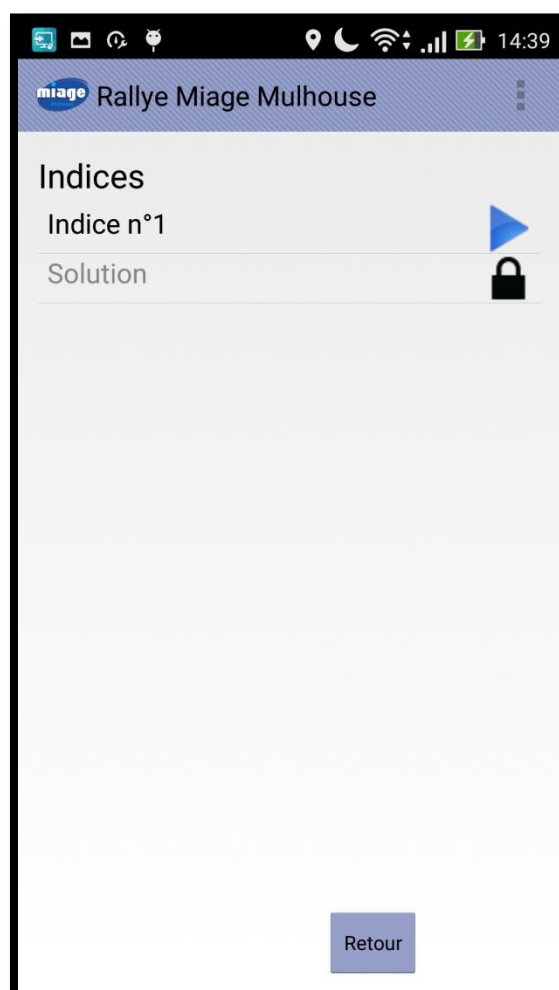 14:39
miage
Rallye Miage Mulhouse
Indices
Indice n°1
Solution
Retour